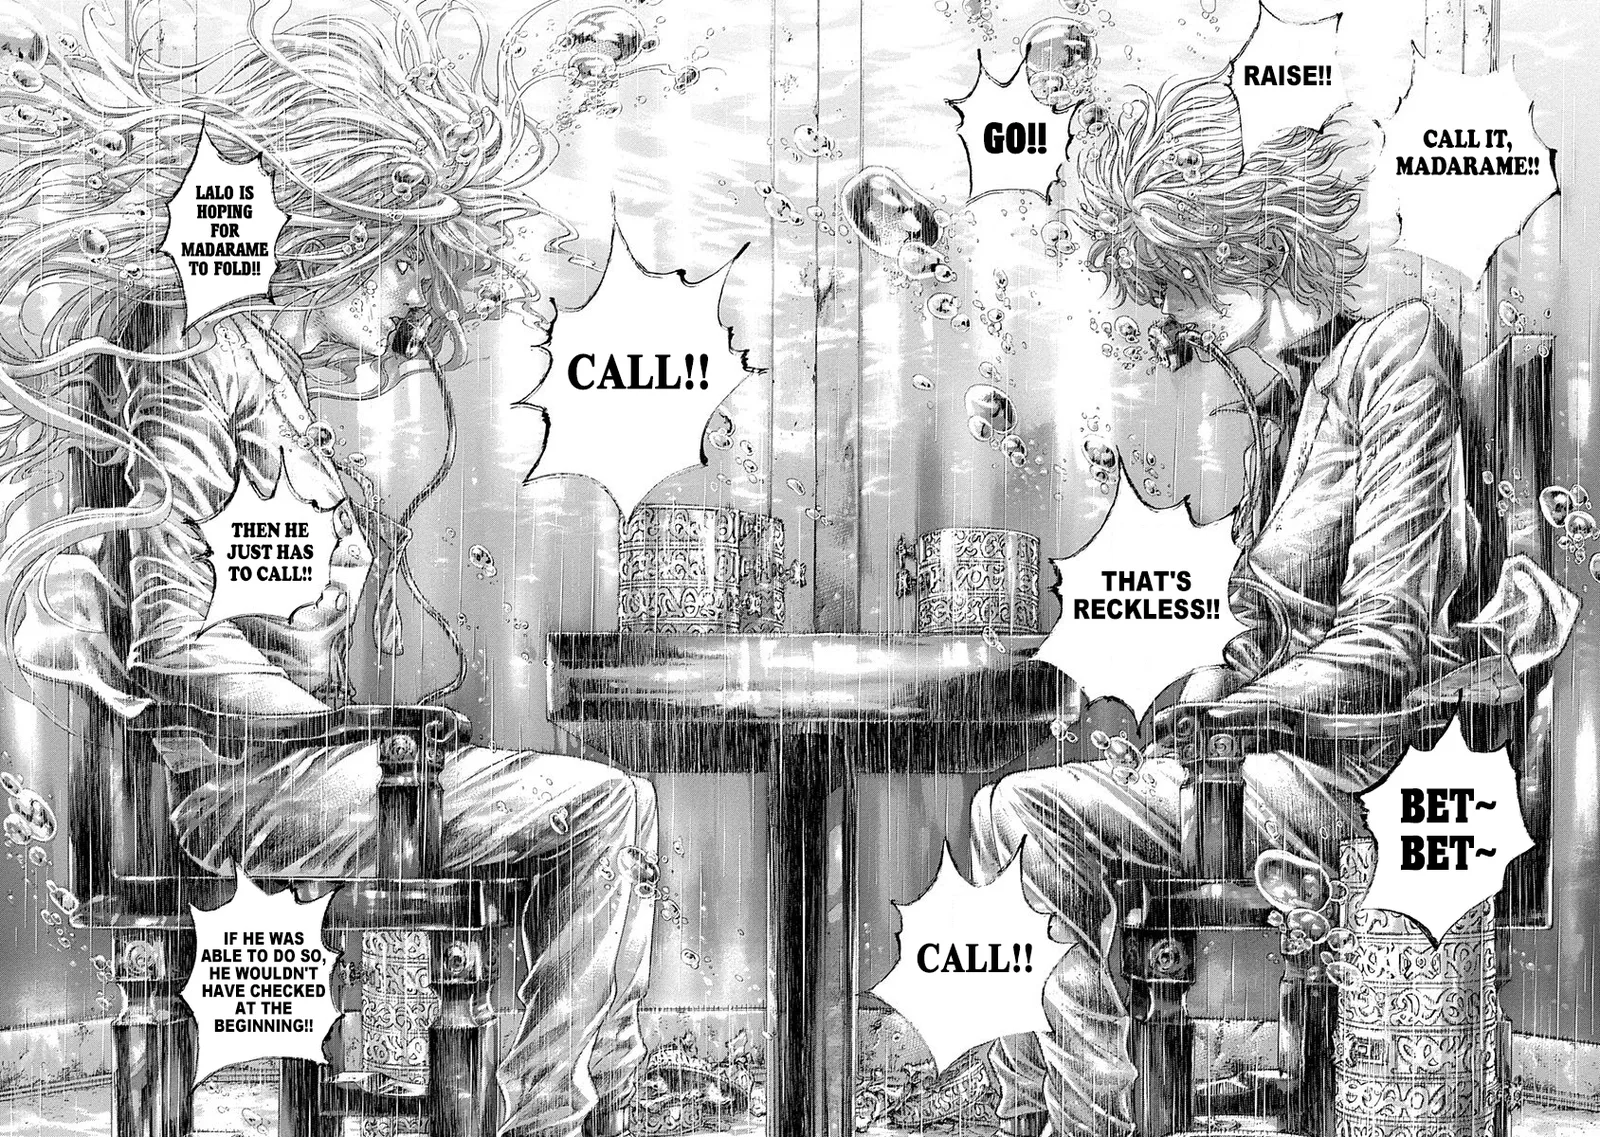 CALL IT,
MADARAME!!
RAISE!!
GO!!
THAT'S
RECKLESS!!
BET~
BET~
CALL!!
CALL!!
LALO IS
HOPING
FOR
MADARAME
TO FOLD!!
THEN HE
JUST HAS
TO CALL!!
IF HE WAS
ABLE TO DO SO,
HE WOULDN'T
HAVE CHECKED
AT THE
BEGINNING!!